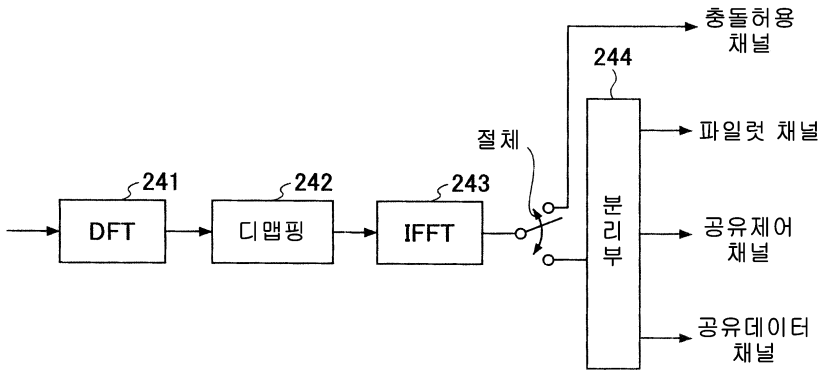 충돌허용
채널
244
파일럿 채널
절체
241
242
243
DFT
디맵핑
IFFT
분리부
공유제어
채널
공유데이터
채널